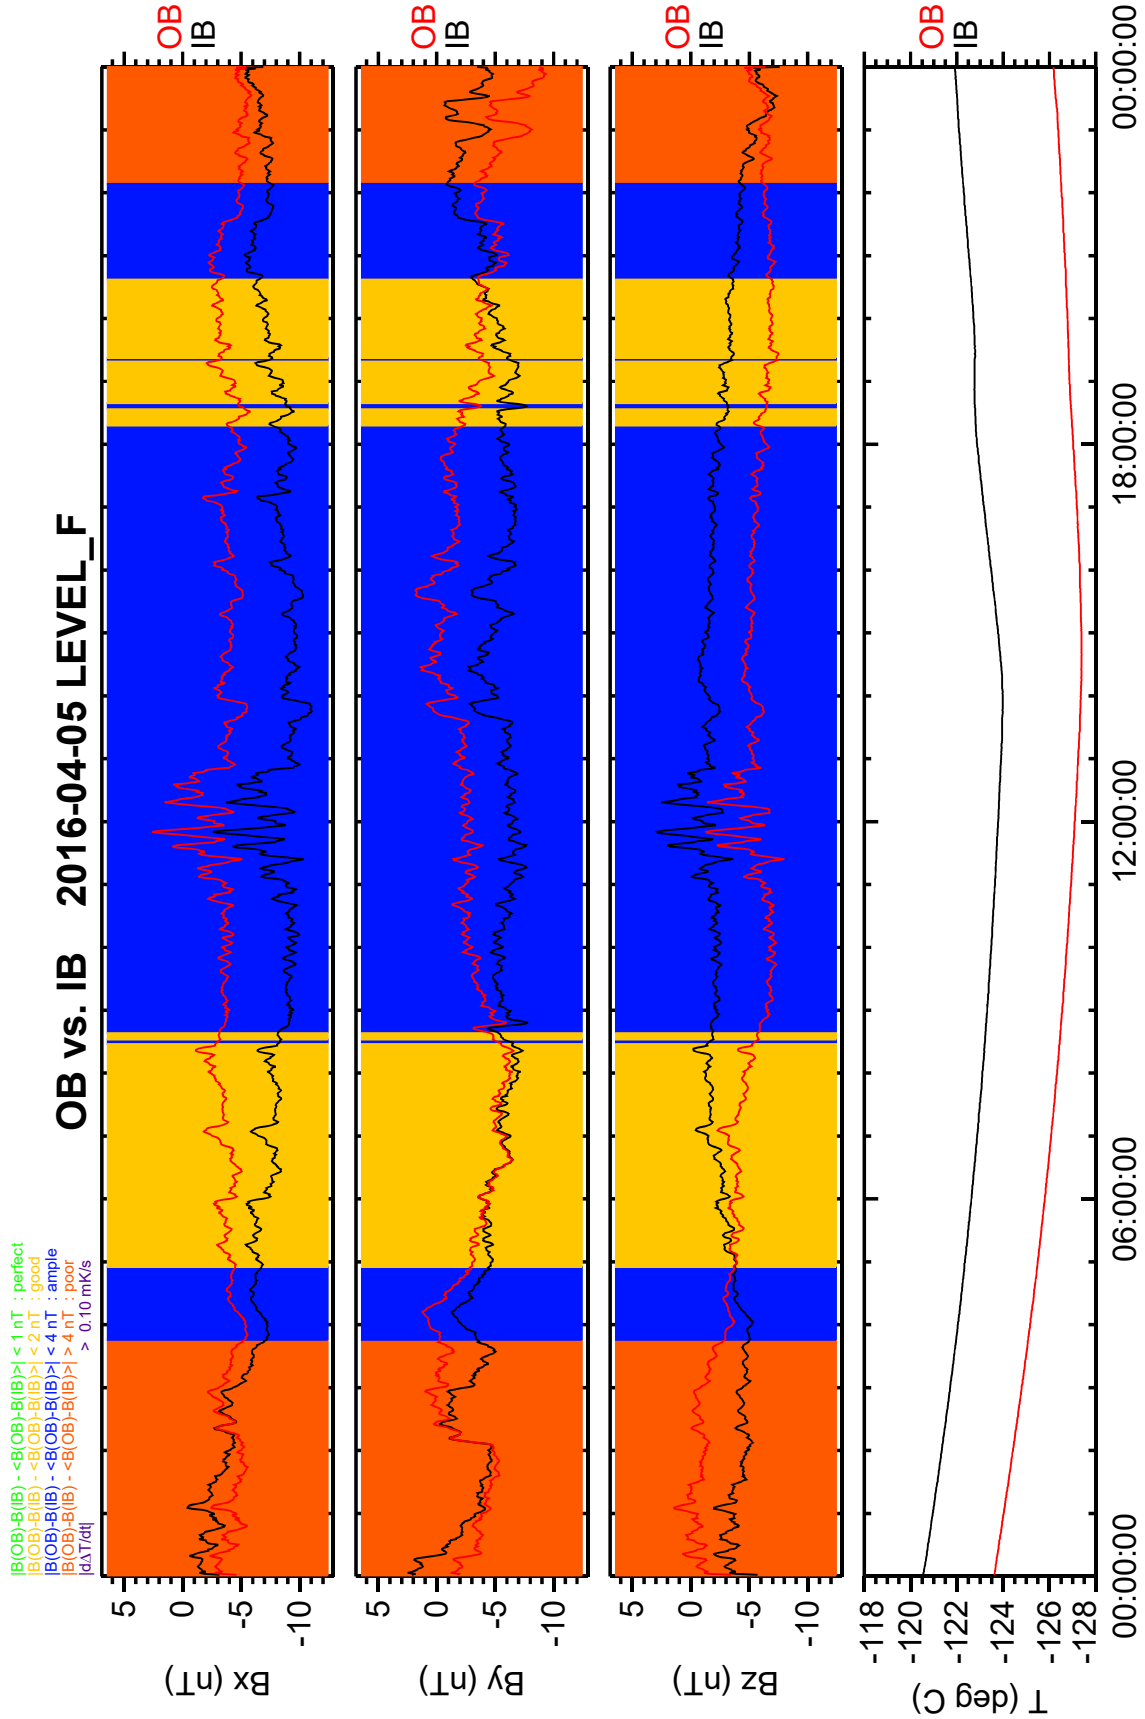 OB vs. IB 2016-04-05 LEVEL_F
|B(OB)-B(IB) - <B(OB)-B(IB)>| < 1 nT : perfect
|B(OB)-B(IB) - <B(OB)-B(IB)>| < 2 nT : good
|B(OB)-B(IB) - <B(OB)-B(IB)>| < 4 nT : ample
|B(OB)-B(IB) - <B(OB)-B(IB)>| > 4 nT : poor
|dΔT/dt| > 0.10 mK/s
Bx (nT)
5
0
-5
-10
OB
IB
By (nT)
5
0
-5
-10
OB
IB
Bz (nT)
5
0
-5
-10
OB
IB
T (deg C)
-118
-120
-122
-124
-126
-128
OB
IB
00:00:00
06:00:00
12:00:00
18:00:00
00:00:00